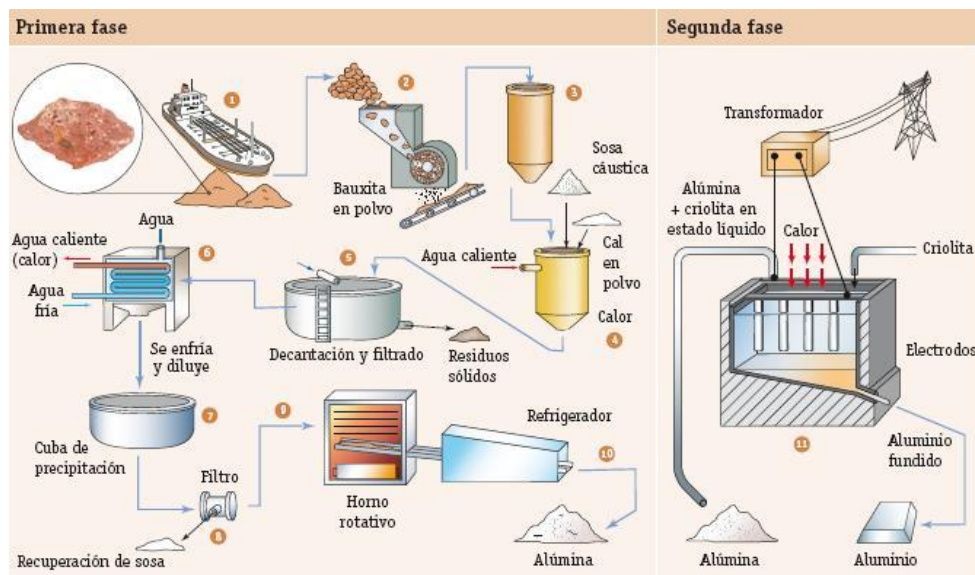 Primera fase
Segunda fase
1
2
Bauxita
en polvo
3
Sosa
cáustica
Cal
en
polvo
Agua caliente
Calor
4
5
Decantación y filtrado
Residuos
sólidos
Agua
Agua caliente
(calor)
6
Agua
fría
Se enfría
y diluye
7
Cuba de
precipitación
Filtro
8
Recuperación de sosa
9
Horno
rotativo
Refrigerador
10
Alúmina
Transformador
Alúmina
+ criolita en
estado líquido
Calor
Criolita
Electrodos
11
Aluminio
fundido
Alúmina
Aluminio